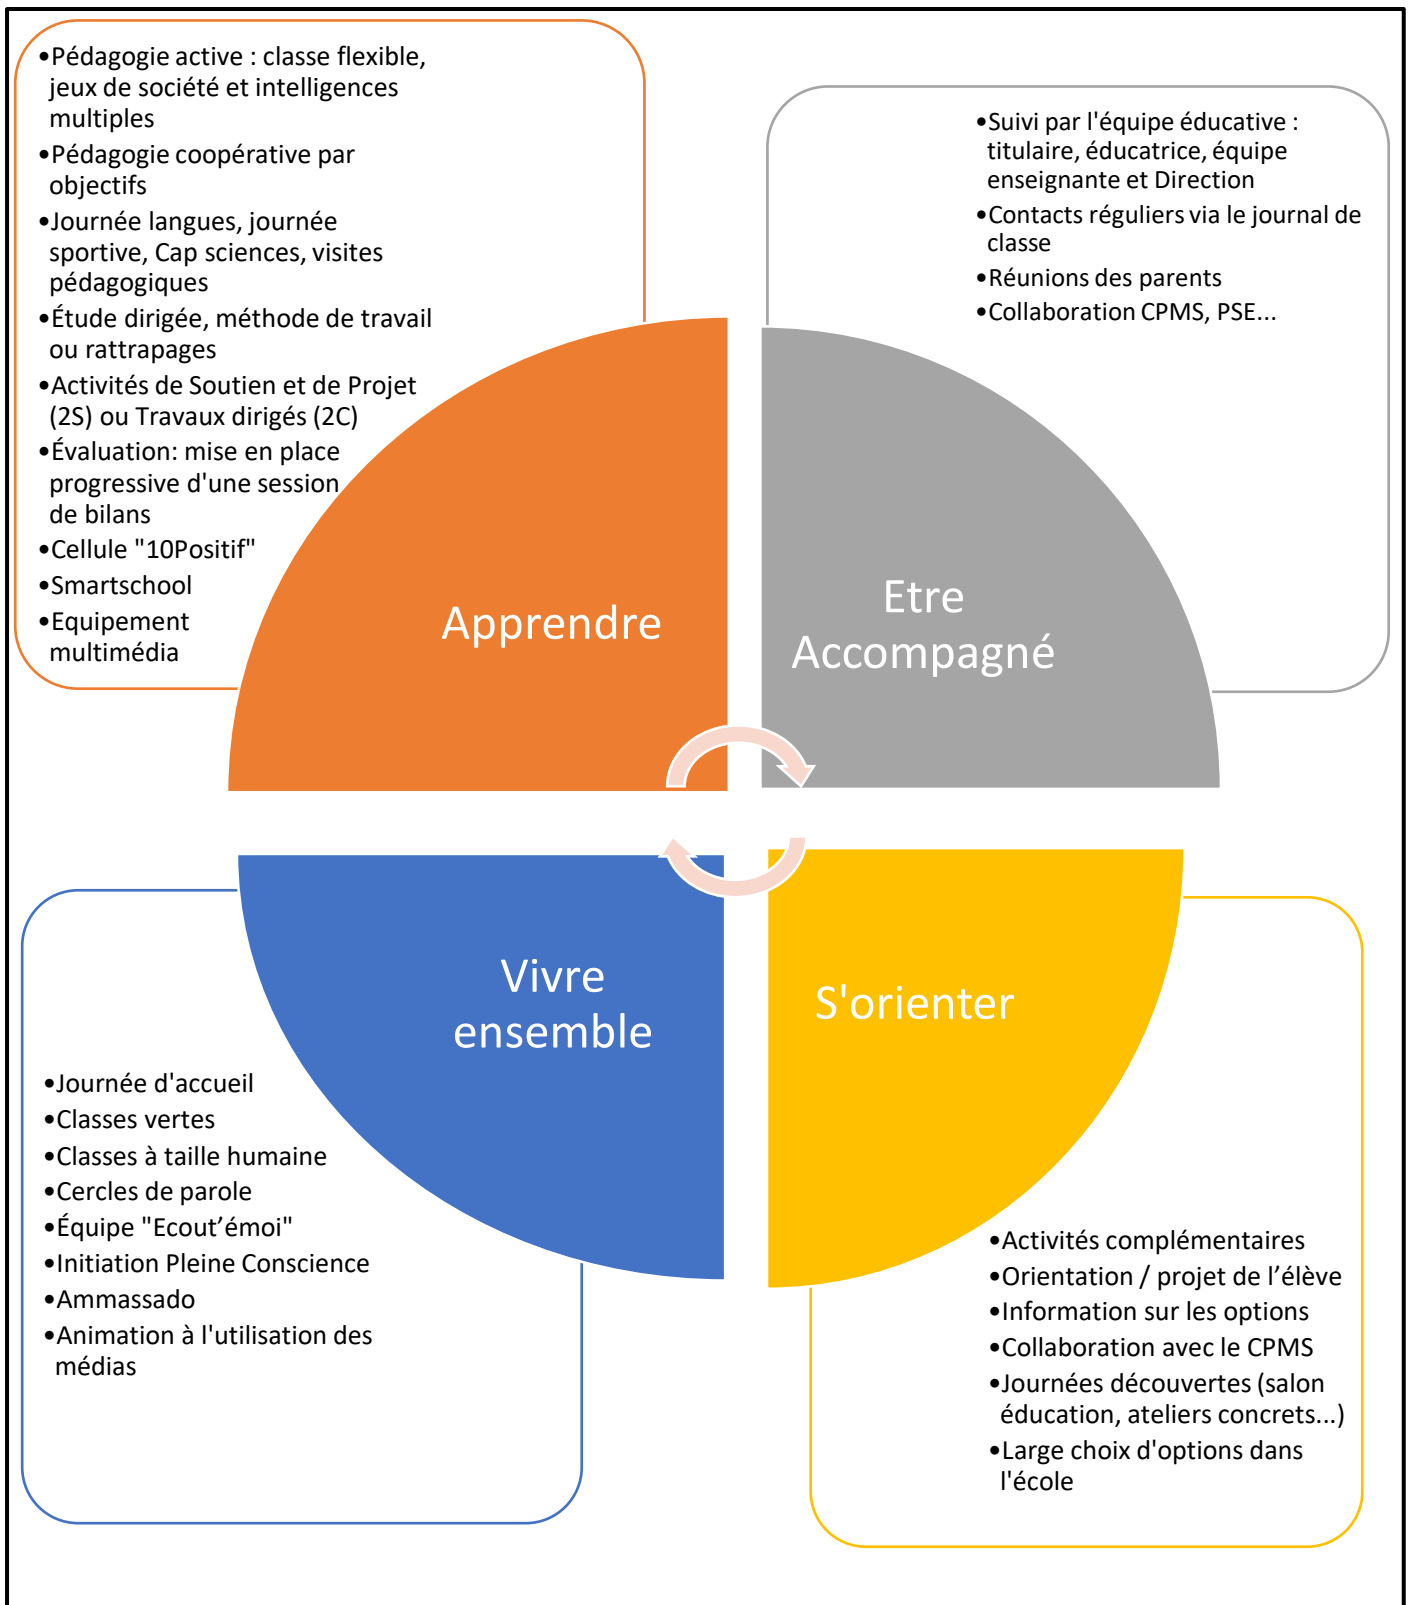 •Pédagogie active : classe flexible,
jeux de société et intelligences
multiples
•Pédagogie coopérative par
objectifs
•Journée langues, journée
sportive, Cap sciences, visites
pédagogiques
•Étude dirigée, méthode de travail
ou rattrapages
•Activités de Soutien et de Projet
(2S) ou Travaux dirigés (2C)
•Évaluation: mise en place
progressive d'une session
de bilans
•Cellule "10Positif"
•Smartschool
•Equipement
multimédia
Apprendre
•Suivi par l'équipe éducative :
titulaire, éducatrice, équipe
enseignante et Direction
•Contacts réguliers via le journal de
classe
•Réunions des parents
•Collaboration CPMS, PSE...
Etre
Accompagné
Vivre
ensemble
•Journée d'accueil
•Classes vertes
•Classes à taille humaine
•Cercles de parole
•Équipe "Ecout’émoi"
•Initiation Pleine Conscience
•Ammassado
•Animation à l'utilisation des
médias
S'orienter
•Activités complémentaires
•Orientation / projet de l’élève
•Information sur les options
•Collaboration avec le CPMS
•Journées découvertes (salon
éducation, ateliers concrets...)
•Large choix d'options dans
l'école